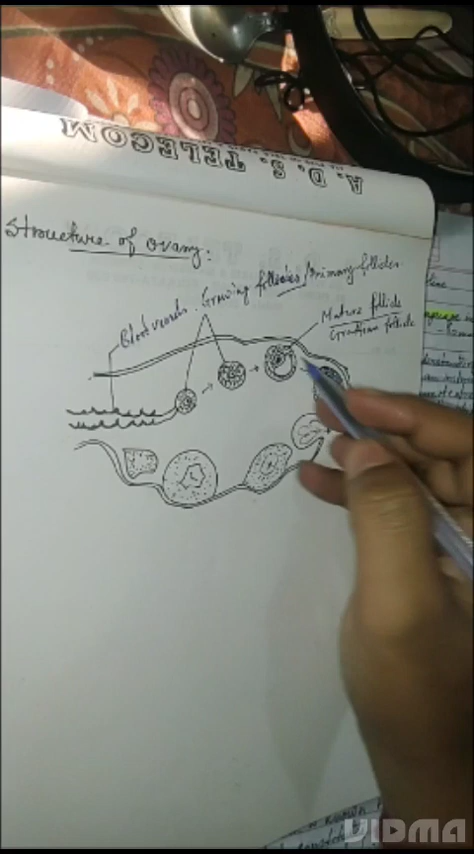 A. D. S. TELECOM
Structure of ovary.
Growing follicles / Primary follicles
Blood vessels
Mature follicle
Graafian follicle
VIDMA